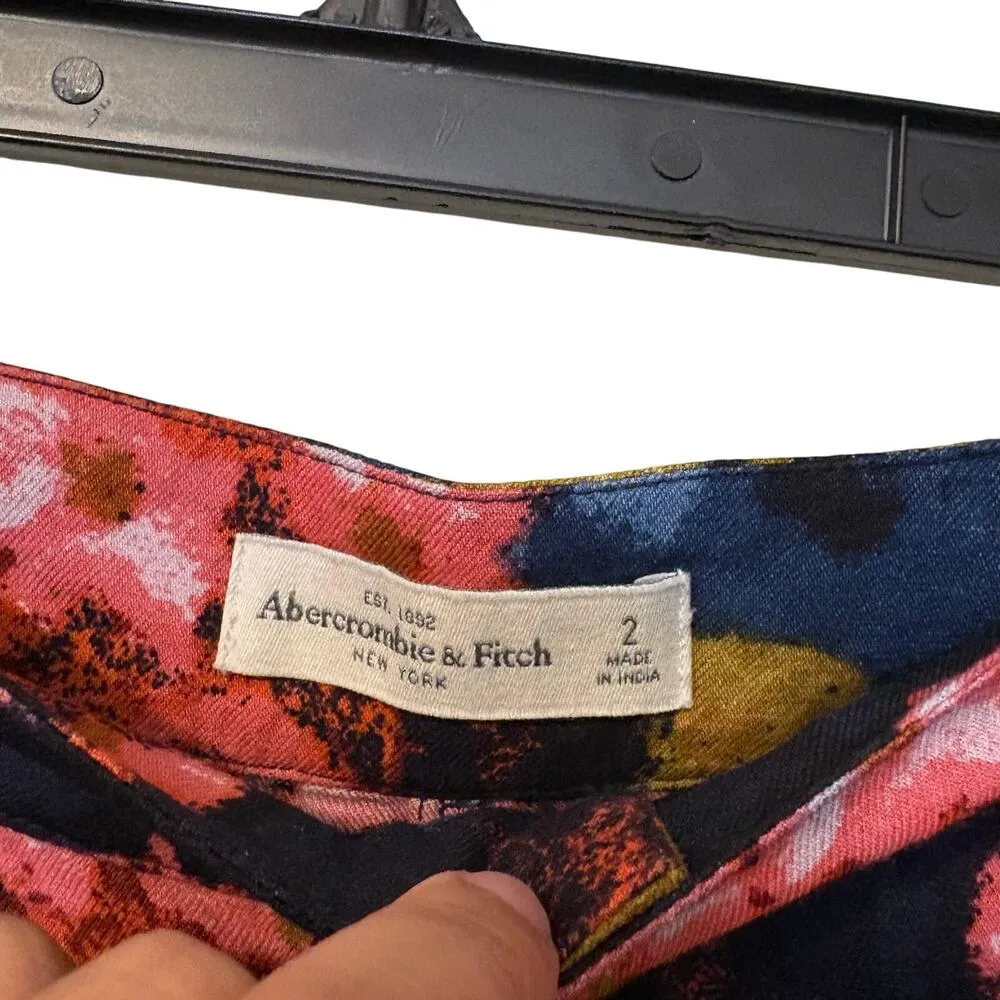 EST. 1892
Abercrombie & Fitch
NEW YORK
2
MADE
IN INDIA